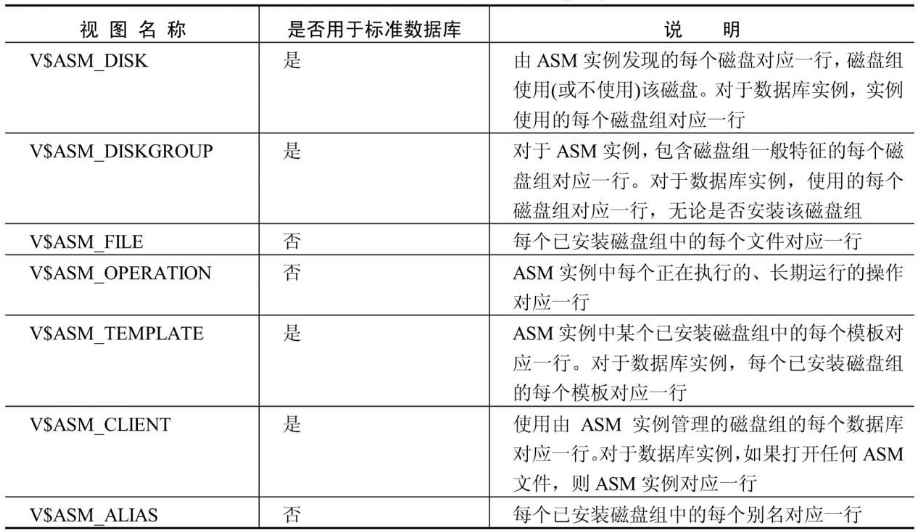 视图名称 是否用于标准数据库 说 明
V$ASM_DISK 是 由 ASM 实例发现的每个磁盘对应一行，磁盘组
使用(或不使用)该磁盘。对于数据库实例，实例
使用的每个磁盘组对应一行
V$ASM_DISKGROUP 是 对于 ASM 实例，包含磁盘组一般特征的每个磁
盘组对应一行。对于数据库实例，使用的每个
磁盘组对应一行，无论是否安装该磁盘组
V$ASM_FILE 否 每个已安装磁盘组中的每个文件对应一行
V$ASM_OPERATION 否 ASM 实例中每个正在执行的、长期运行的操作
对应一行
V$ASM_TEMPLATE 是 ASM 实例中某个已安装磁盘组中的每个模板对
应一行。对于数据库实例，每个已安装磁盘组
的每个模板对应一行
V$ASM_CLIENT 是 使用由 ASM 实例管理的磁盘组的每个数据库
对应一行。对于数据库实例，如果打开任何 ASM
文件，则 ASM 实例对应一行
V$ASM_ALIAS 否 每个已安装磁盘组中的每个别名对应一行